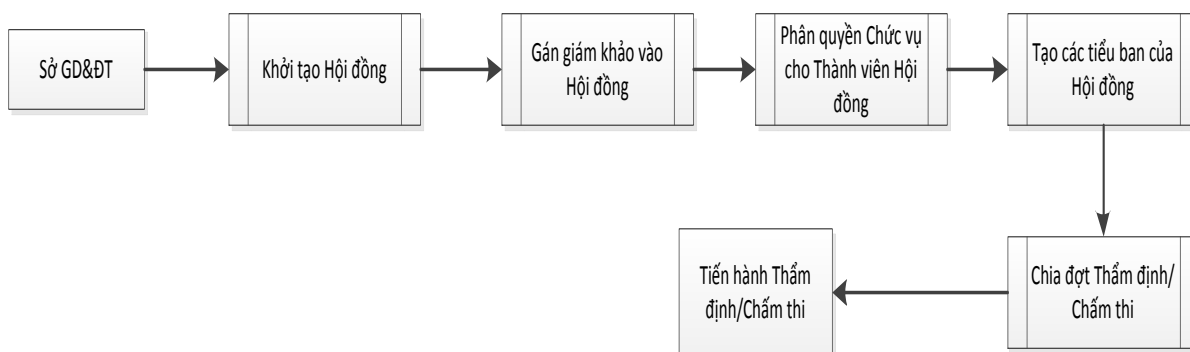 Sở GD&ĐT
Khởi tạo Hội đồng
Gán giám khảo vào
Hội đồng
Phân quyền Chức vụ
cho Thành viên Hội
đồng
Tạo các tiểu ban của
Hội đồng
Chia đợt Thẩm định/
Chấm thi
Tiến hành Thẩm
định/Chấm thi